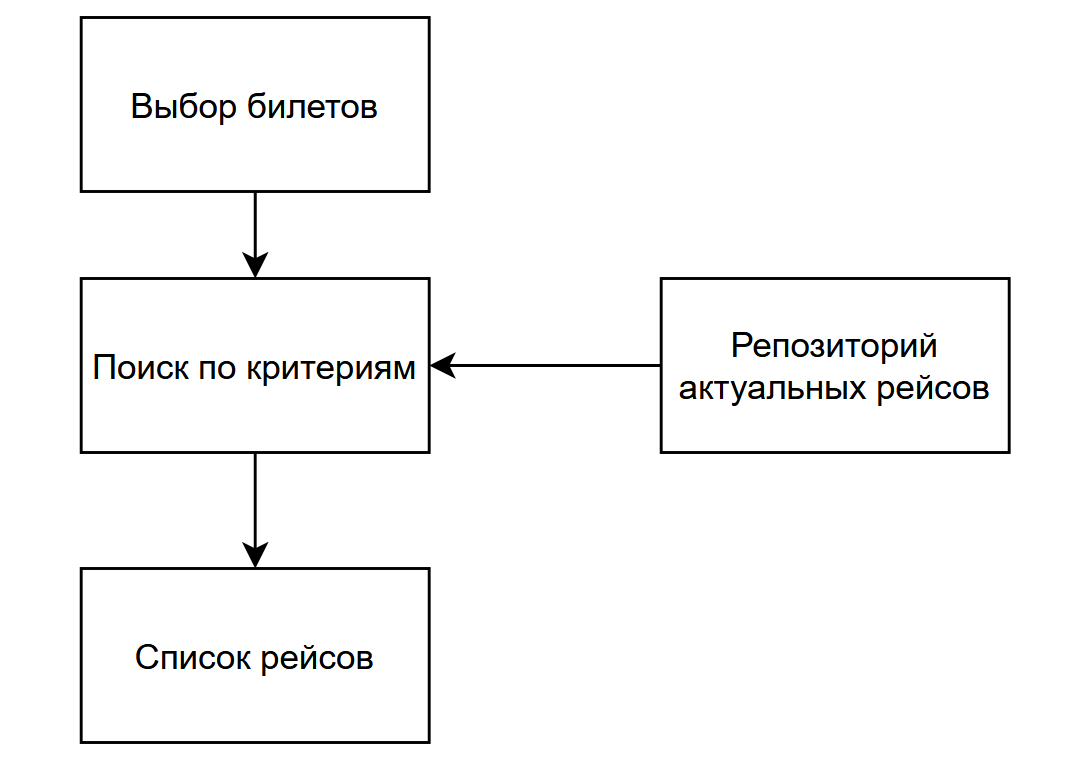 Выбор билетов
Поиск по критериям
Репозиторий
актуальных рейсов
Список рейсов